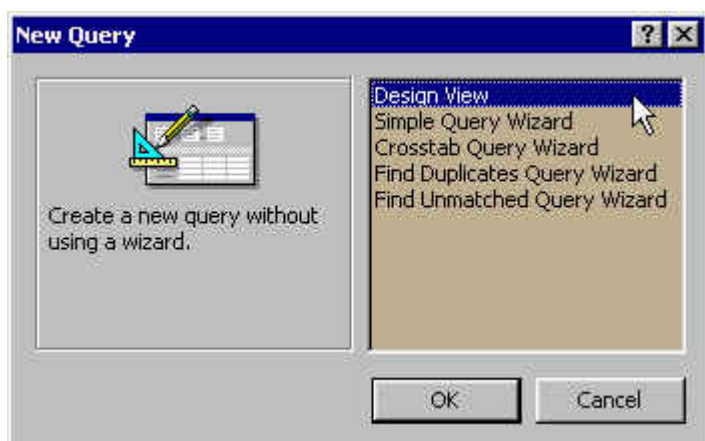 New Query
Create a new query without
using a wizard.
Design View
Simple Query Wizard
Crosstab Query Wizard
Find Duplicates Query Wizard
Find Unmatched Query Wizard
OK
Cancel